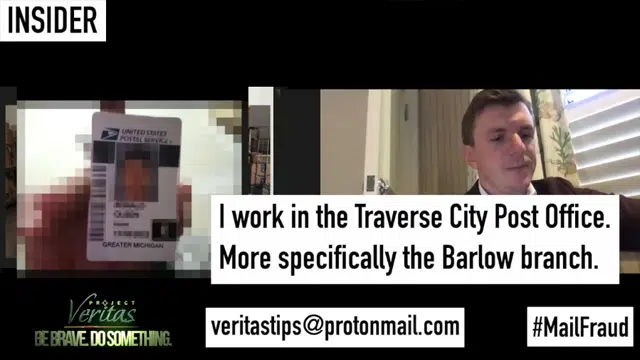 INSIDER
UNITED STATES
POSTAL SERVICE
GREATER MICHIGAN
I work in the Traverse City Post Office.
More specifically the Barlow branch.
PROJECT
Veritas
BE BRAVE. DO SOMETHING.
veritastips@protonmail.com
#MailFraud